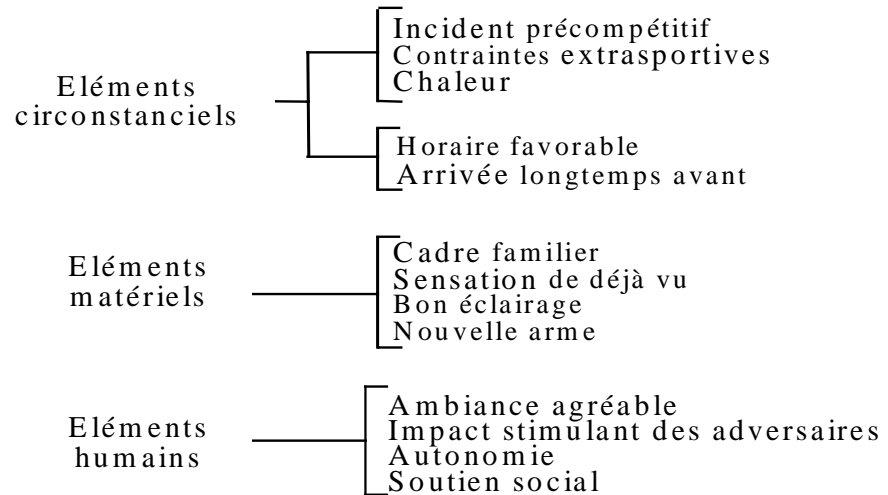 Eléments
circonstanciels
Incident précompétitif
Contraintes extrasportives
Chaleur
Horaire favorable
Arrivée longtemps avant
Eléments
matériels
Cadre familier
Sensation de déjà vu
Bon éclairage
Nouvelle arme
Eléments
humains
Ambiance agréable
Impact stimulant des adversaires
Autonomie
Soutien social